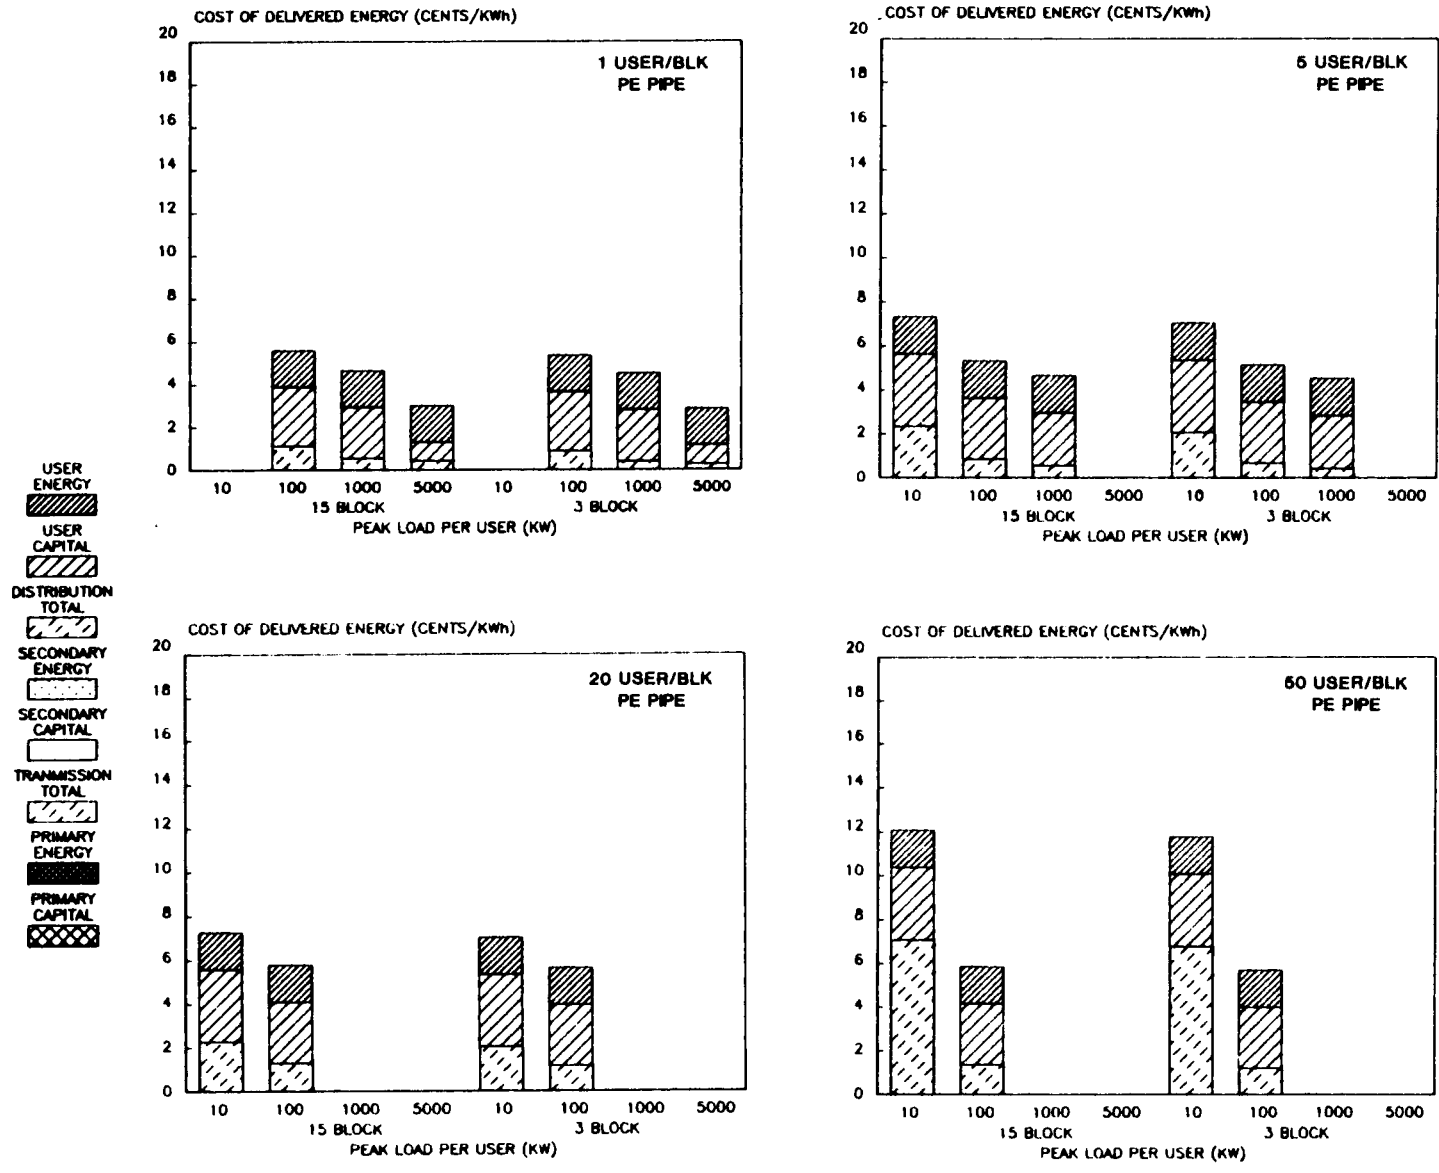 COST OF DELIVERED ENERGY (CENTS/KWh)
1 USER/BLK
PE PIPE
20
18
16
14
12
10
8
6
4
2
0
10 100 1000 5000 10 100 1000 5000
15 BLOCK 3 BLOCK
PEAK LOAD PER USER (KW)
COST OF DELIVERED ENERGY (CENTS/KWh)
5 USER/BLK
PE PIPE
20
18
16
14
12
10
8
6
4
2
0
10 100 1000 5000 10 100 1000 5000
15 BLOCK 3 BLOCK
PEAK LOAD PER USER (KW)
USER
ENERGY
USER
CAPITAL
DISTRIBUTION
TOTAL
SECONDARY
ENERGY
SECONDARY
CAPITAL
TRANMISSION
TOTAL
PRIMARY
ENERGY
PRIMARY
CAPITAL
COST OF DELIVERED ENERGY (CENTS/KWh)
20 USER/BLK
PE PIPE
20
18
16
14
12
10
8
6
4
2
0
10 100 1000 5000 10 100 1000 5000
15 BLOCK 3 BLOCK
PEAK LOAD PER USER (KW)
COST OF DELIVERED ENERGY (CENTS/KWh)
50 USER/BLK
PE PIPE
20
18
16
14
12
10
8
6
4
2
0
10 100 1000 5000 10 100 1000 5000
15 BLOCK 3 BLOCK
PEAK LOAD PER USER (KW)